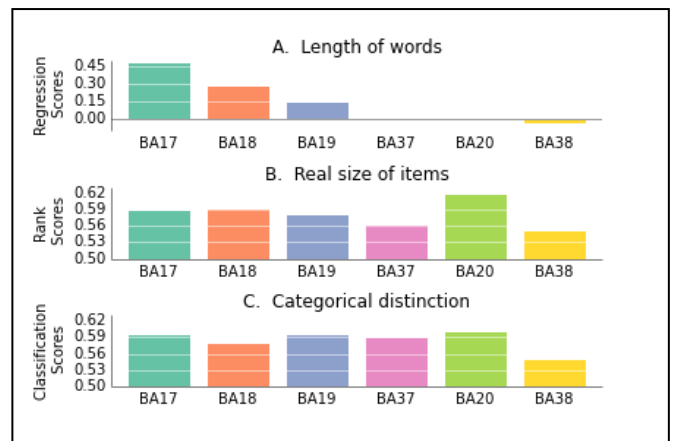 A. Length of words
Regression
Scores
0.45
0.30
0.15
0.00
BA17 BA18 BA19 BA37 BA20 BA38
B. Real size of items
Rank
Scores
0.62
0.59
0.56
0.53
0.50
BA17 BA18 BA19 BA37 BA20 BA38
C. Categorical distinction
Classification
Scores
0.62
0.59
0.56
0.53
0.50
BA17 BA18 BA19 BA37 BA20 BA38